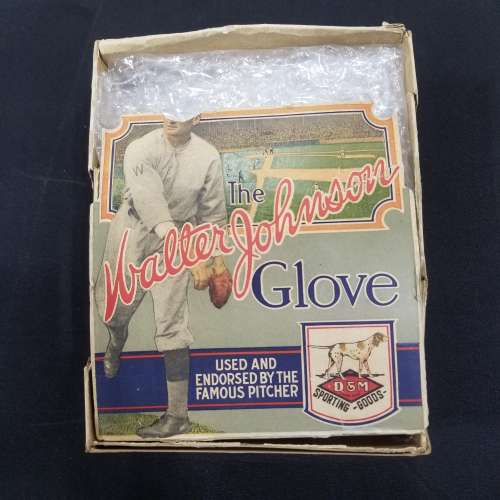 W
The
Walter Johnson
Glove
USED AND
ENDORSED BY THE
FAMOUS PITCHER
D&M
SPORTING GOODS